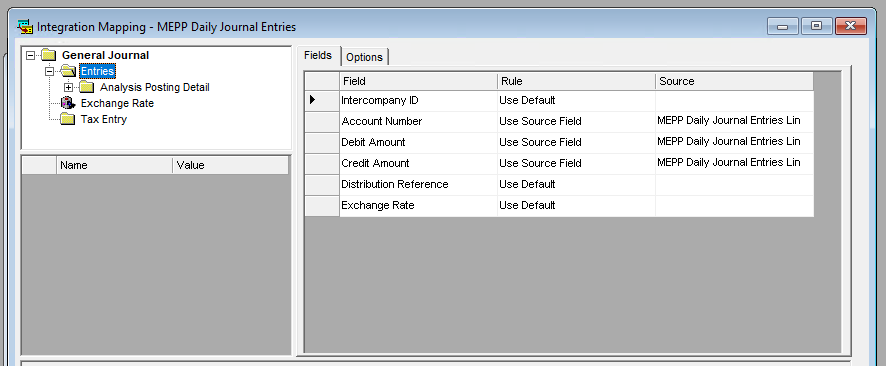 Integration Mapping - MEPP Daily Journal Entries
General Journal
Entries
Analysis Posting Detail
Exchange Rate
Tax Entry
Name Value
Fields Options
Field Rule Source
Intercompany ID Use Default
Account Number Use Source Field MEPP Daily Journal Entries Lin
Debit Amount Use Source Field MEPP Daily Journal Entries Lin
Credit Amount Use Source Field MEPP Daily Journal Entries Lin
Distribution Reference Use Default
Exchange Rate Use Default